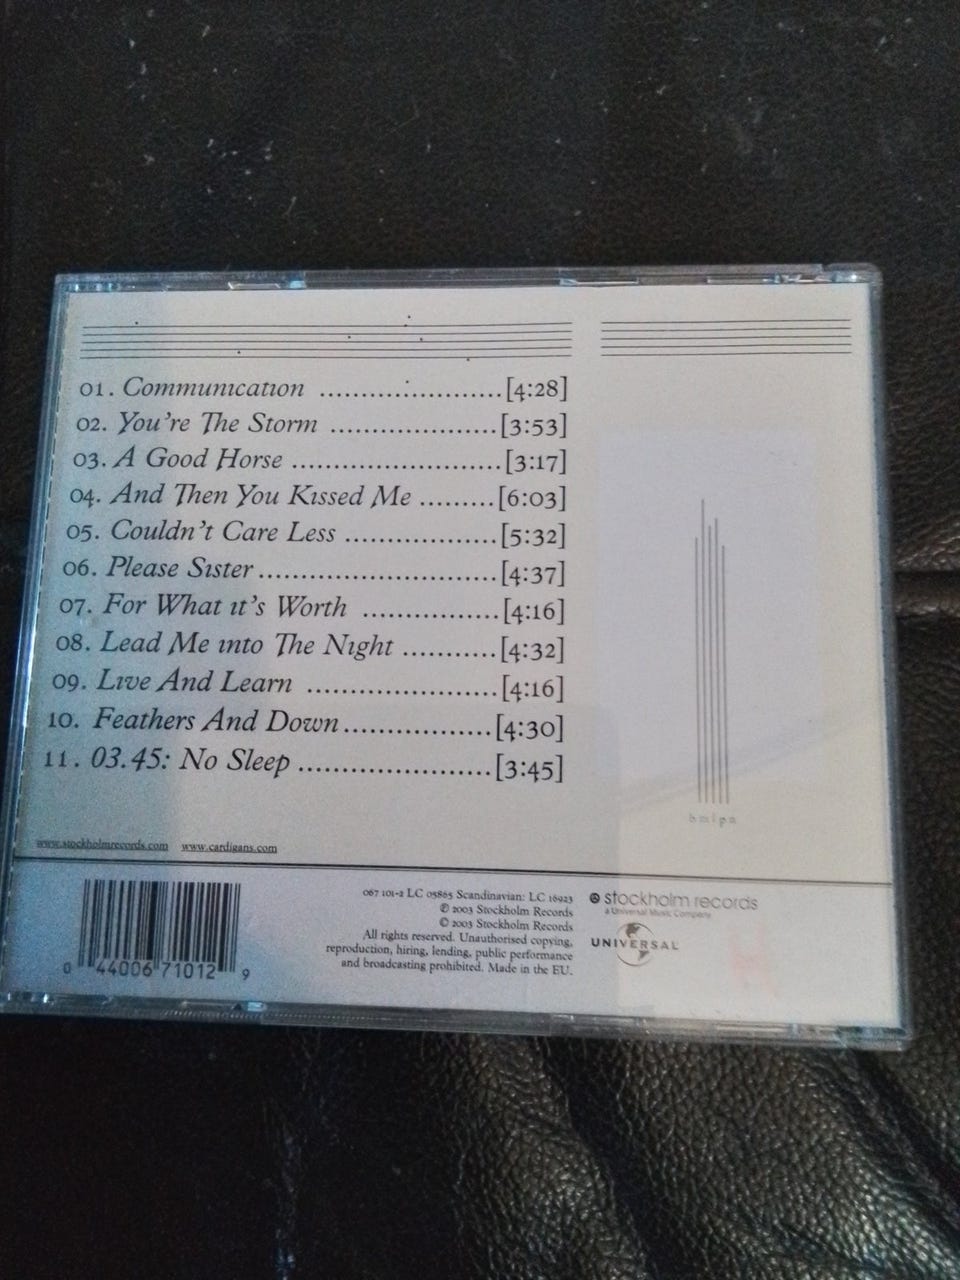 01. Communication ......................[4:28]
02. You're The Storm ....................[3:53]
03. A Good Horse .........................[3:17]
04. And Then You Kissed Me .........[6:03]
05. Couldn't Care Less ..................[5:32]
06. Please Sister.............................[4:37]
07. For What it's Worth ................[4:16]
08. Lead Me into The Night ...........[4:32]
09. Live And Learn .......................[4:16]
10. Feathers And Down..................[4:30]
11. 03.45: No Sleep .......................[3:45]
bmlpn
www.stockholmrecords.com www.cardigans.com
0 44006 71012 9
067 101-2 LC 05865 Scandinavian: LC 16923
℗ 2003 Stockholm Records
© 2003 Stockholm Records
All rights reserved. Unauthorised copying,
reproduction, hiring, lending, public performance
and broadcasting prohibited. Made in the EU.
stockholm records
a Universal Music Company
UNIVERSAL